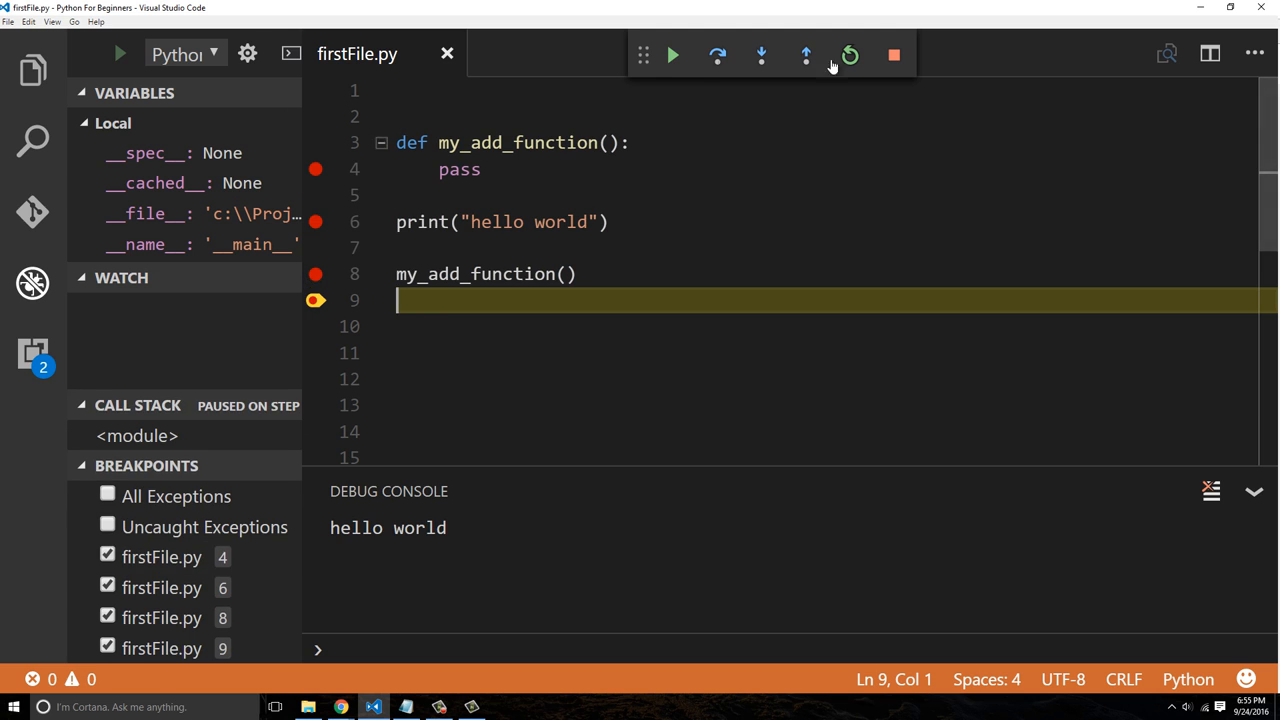 firstFile.py - Python For Beginners - Visual Studio Code
File Edit View Go Help
Python
firstFile.py
VARIABLES
Local
__spec__: None
__cached__: None
__file__: 'c:\\Proj...
__name__: '__main__'
WATCH
CALL STACK PAUSED ON STEP
<module>
BREAKPOINTS
All Exceptions
Uncaught Exceptions
firstFile.py 4
firstFile.py 6
firstFile.py 8
firstFile.py 9
2
1
2
3 def my_add_function():
4 pass
5
6 print("hello world")
7
8 my_add_function()
9
10
11
12
13
14
15
DEBUG CONSOLE
hello world
0 0 Ln 9, Col 1 Spaces: 4 UTF-8 CRLF Python
I'm Cortana. Ask me anything.
6:55 PM
9/24/2016